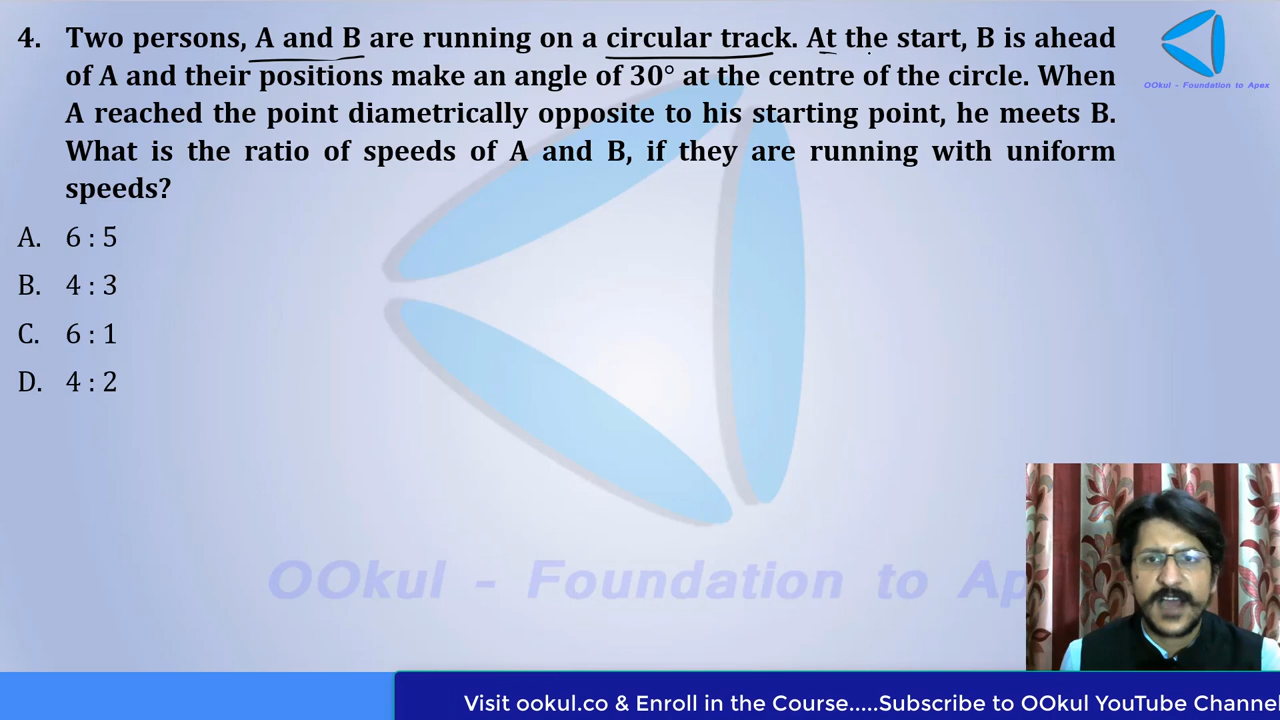 4. Two persons, A and B are running on a circular track. At the start, B is ahead
of A and their positions make an angle of 30° at the centre of the circle. When
A reached the point diametrically opposite to his starting point, he meets B.
What is the ratio of speeds of A and B, if they are running with uniform
speeds?
A. 6 : 5
B. 4 : 3
C. 6 : 1
D. 4 : 2
OOkul - Foundation to Apex
OOkul - Foundation to Ap
Visit ookul.co & Enroll in the Course.....Subscribe to OOkul YouTube Channel